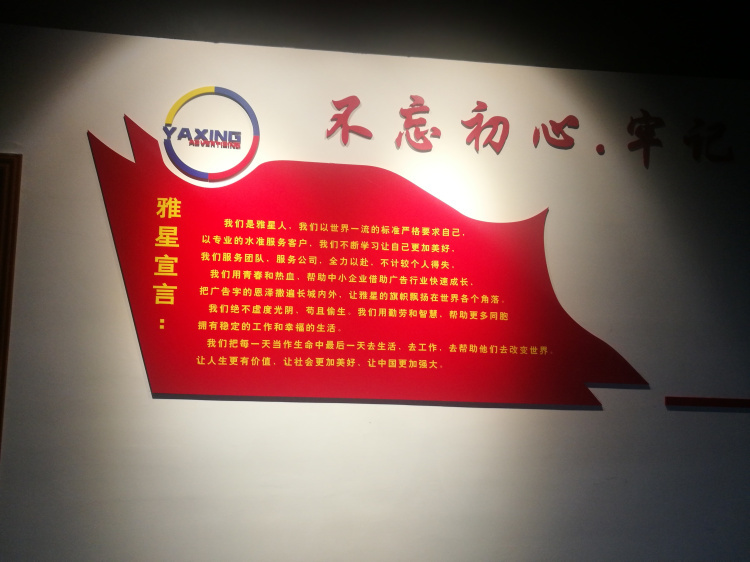 YAXING
ADVERTISING
不忘初心.牢记
雅星宣言:
我们是雅星人,我们以世界一流的标准严格要求自己,
以专业的水准服务客户,我们不断学习让自己更加美好,
我们服务团队,服务公司,全力以赴,不计较个人得失,
我们用青春和热血,帮助中小企业借助广告行业快速成长,
把广告字的恩泽撒遍长城内外,让雅星的旗帜飘扬在世界各个角落,
我们绝不虚度光阴,苟且偷生,我们用勤劳和智慧,帮助更多同胞
拥有稳定的工作和幸福的生活,
我们把每一天当作生命中最后一天去生活,去工作,去帮助他们去改变世界,
让人生更有价值,让社会更加美好,让中国更加强大。